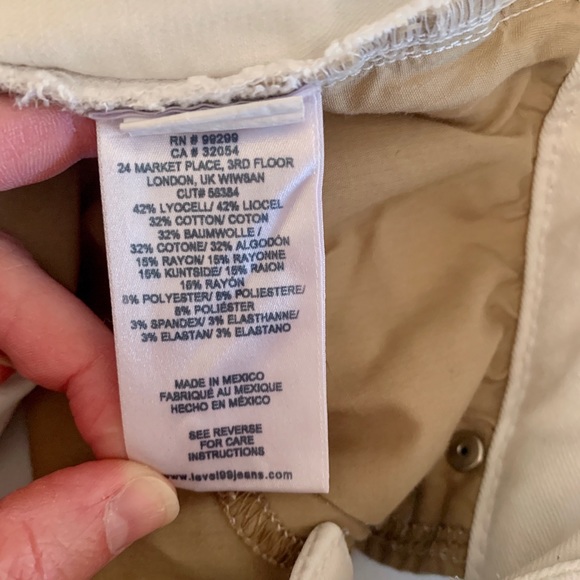 RN # 99299
CA # 32054
24 MARKET PLACE, 3RD FLOOR
LONDON, UK WIW8AN
CUT# 58384
42% LYOCELL/ 42% LIOCEL
32% COTTON/ COTON
32% BAUMWOLLE /
32% COTONE/ 32% ALGODÓN
15% RAYON/ 15% RAYONNE
15% KUNTSIDE/ 15% RAION
15% RAYÓN
8% POLYESTER/ 8% POLIESTERE/
8% POLIÉSTER
3% SPANDEX/ 3% ELASTHANNE/
3% ELASTAN/ 3% ELASTANO
MADE IN MEXICO
FABRIQUÉ AU MEXIQUE
HECHO EN MÉXICO
SEE REVERSE
FOR CARE
INSTRUCTIONS
www.level99jeans.com